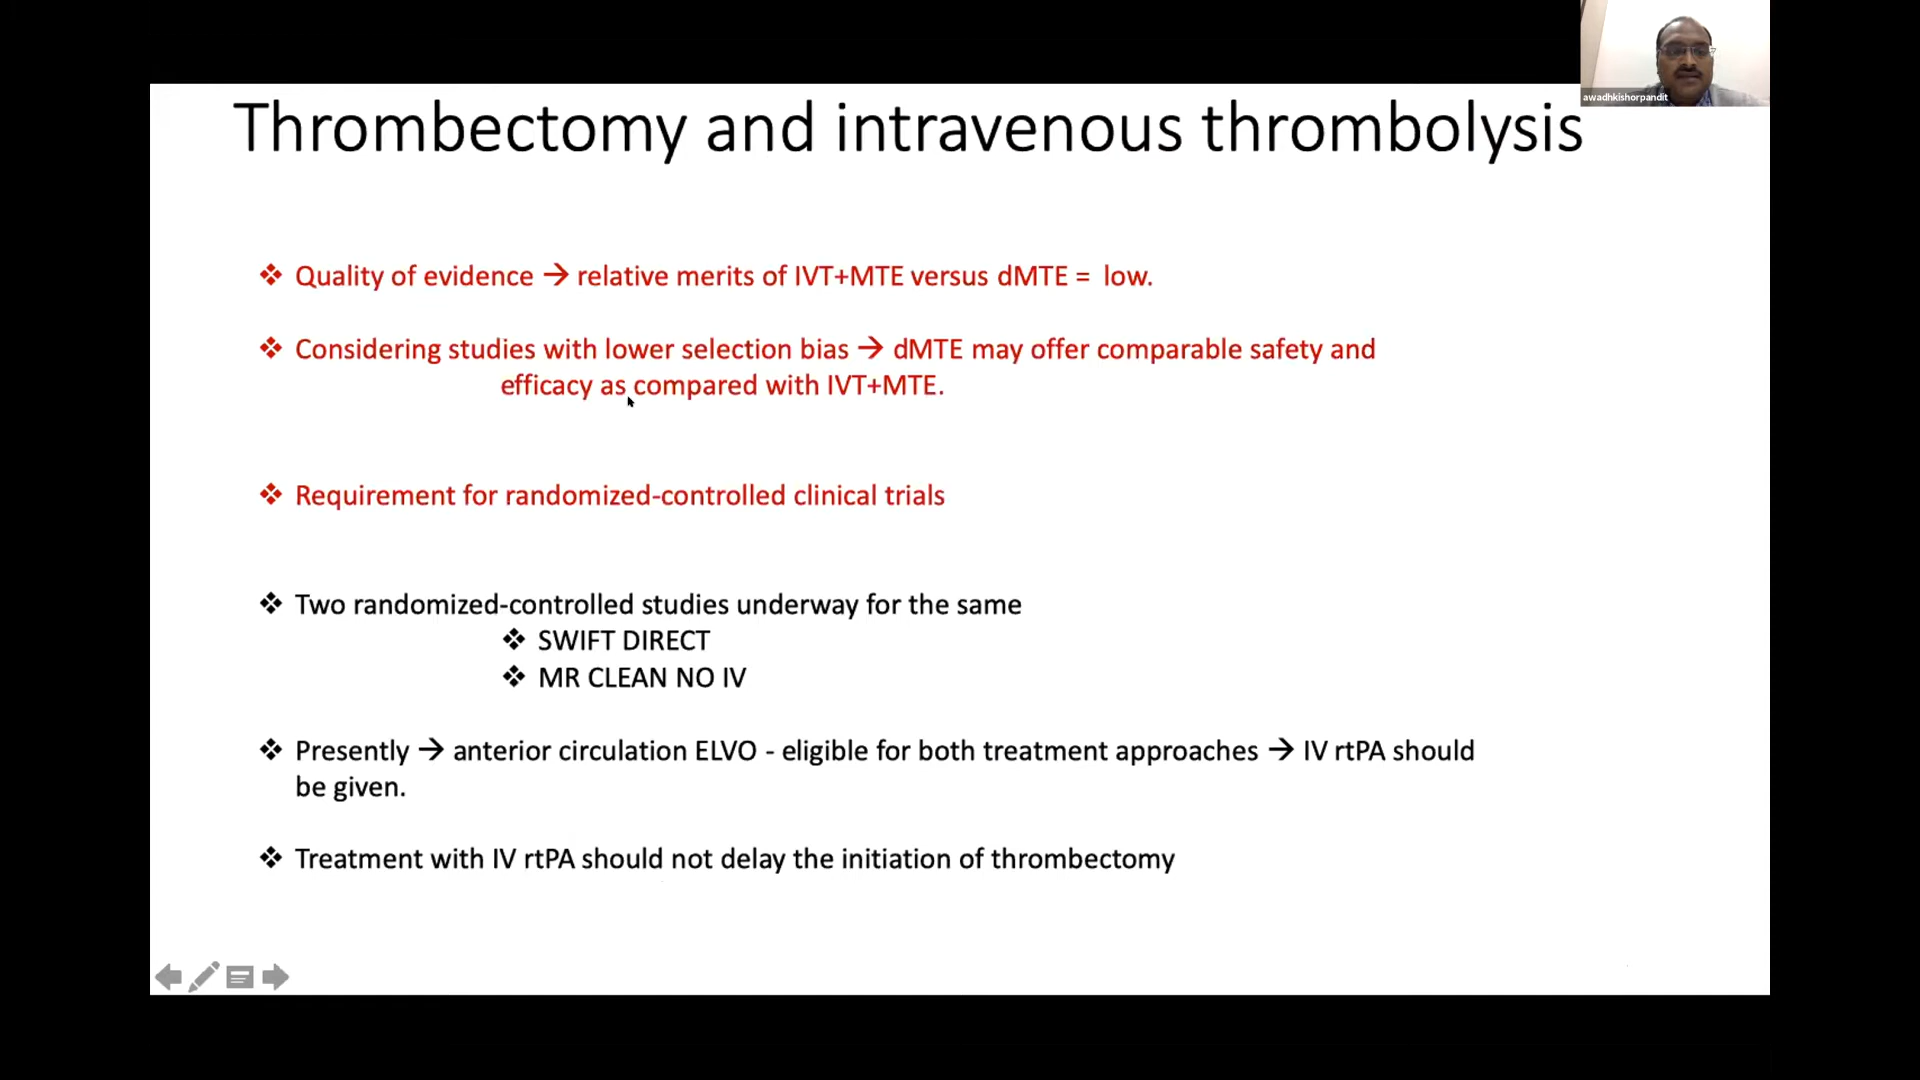 awadhkishorpandit
Thrombectomy and intravenous thrombolysis
❖ Quality of evidence → relative merits of IVT+MTE versus dMTE = low.
❖ Considering studies with lower selection bias → dMTE may offer comparable safety and
efficacy as compared with IVT+MTE.
❖ Requirement for randomized-controlled clinical trials
❖ Two randomized-controlled studies underway for the same
❖ SWIFT DIRECT
❖ MR CLEAN NO IV
❖ Presently → anterior circulation ELVO - eligible for both treatment approaches → IV rtPA should
be given.
❖ Treatment with IV rtPA should not delay the initiation of thrombectomy